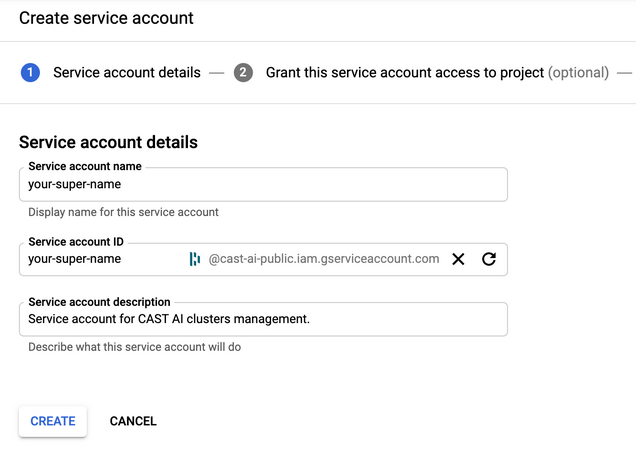 Create service account
1 Service account details — 2 Grant this service account access to project (optional) —
Service account details
Service account name
your-super-name
Display name for this service account
Service account ID
your-super-name @cast-ai-public.iam.gserviceaccount.com
Service account description
Service account for CAST AI clusters management.
Describe what this service account will do
CREATE CANCEL